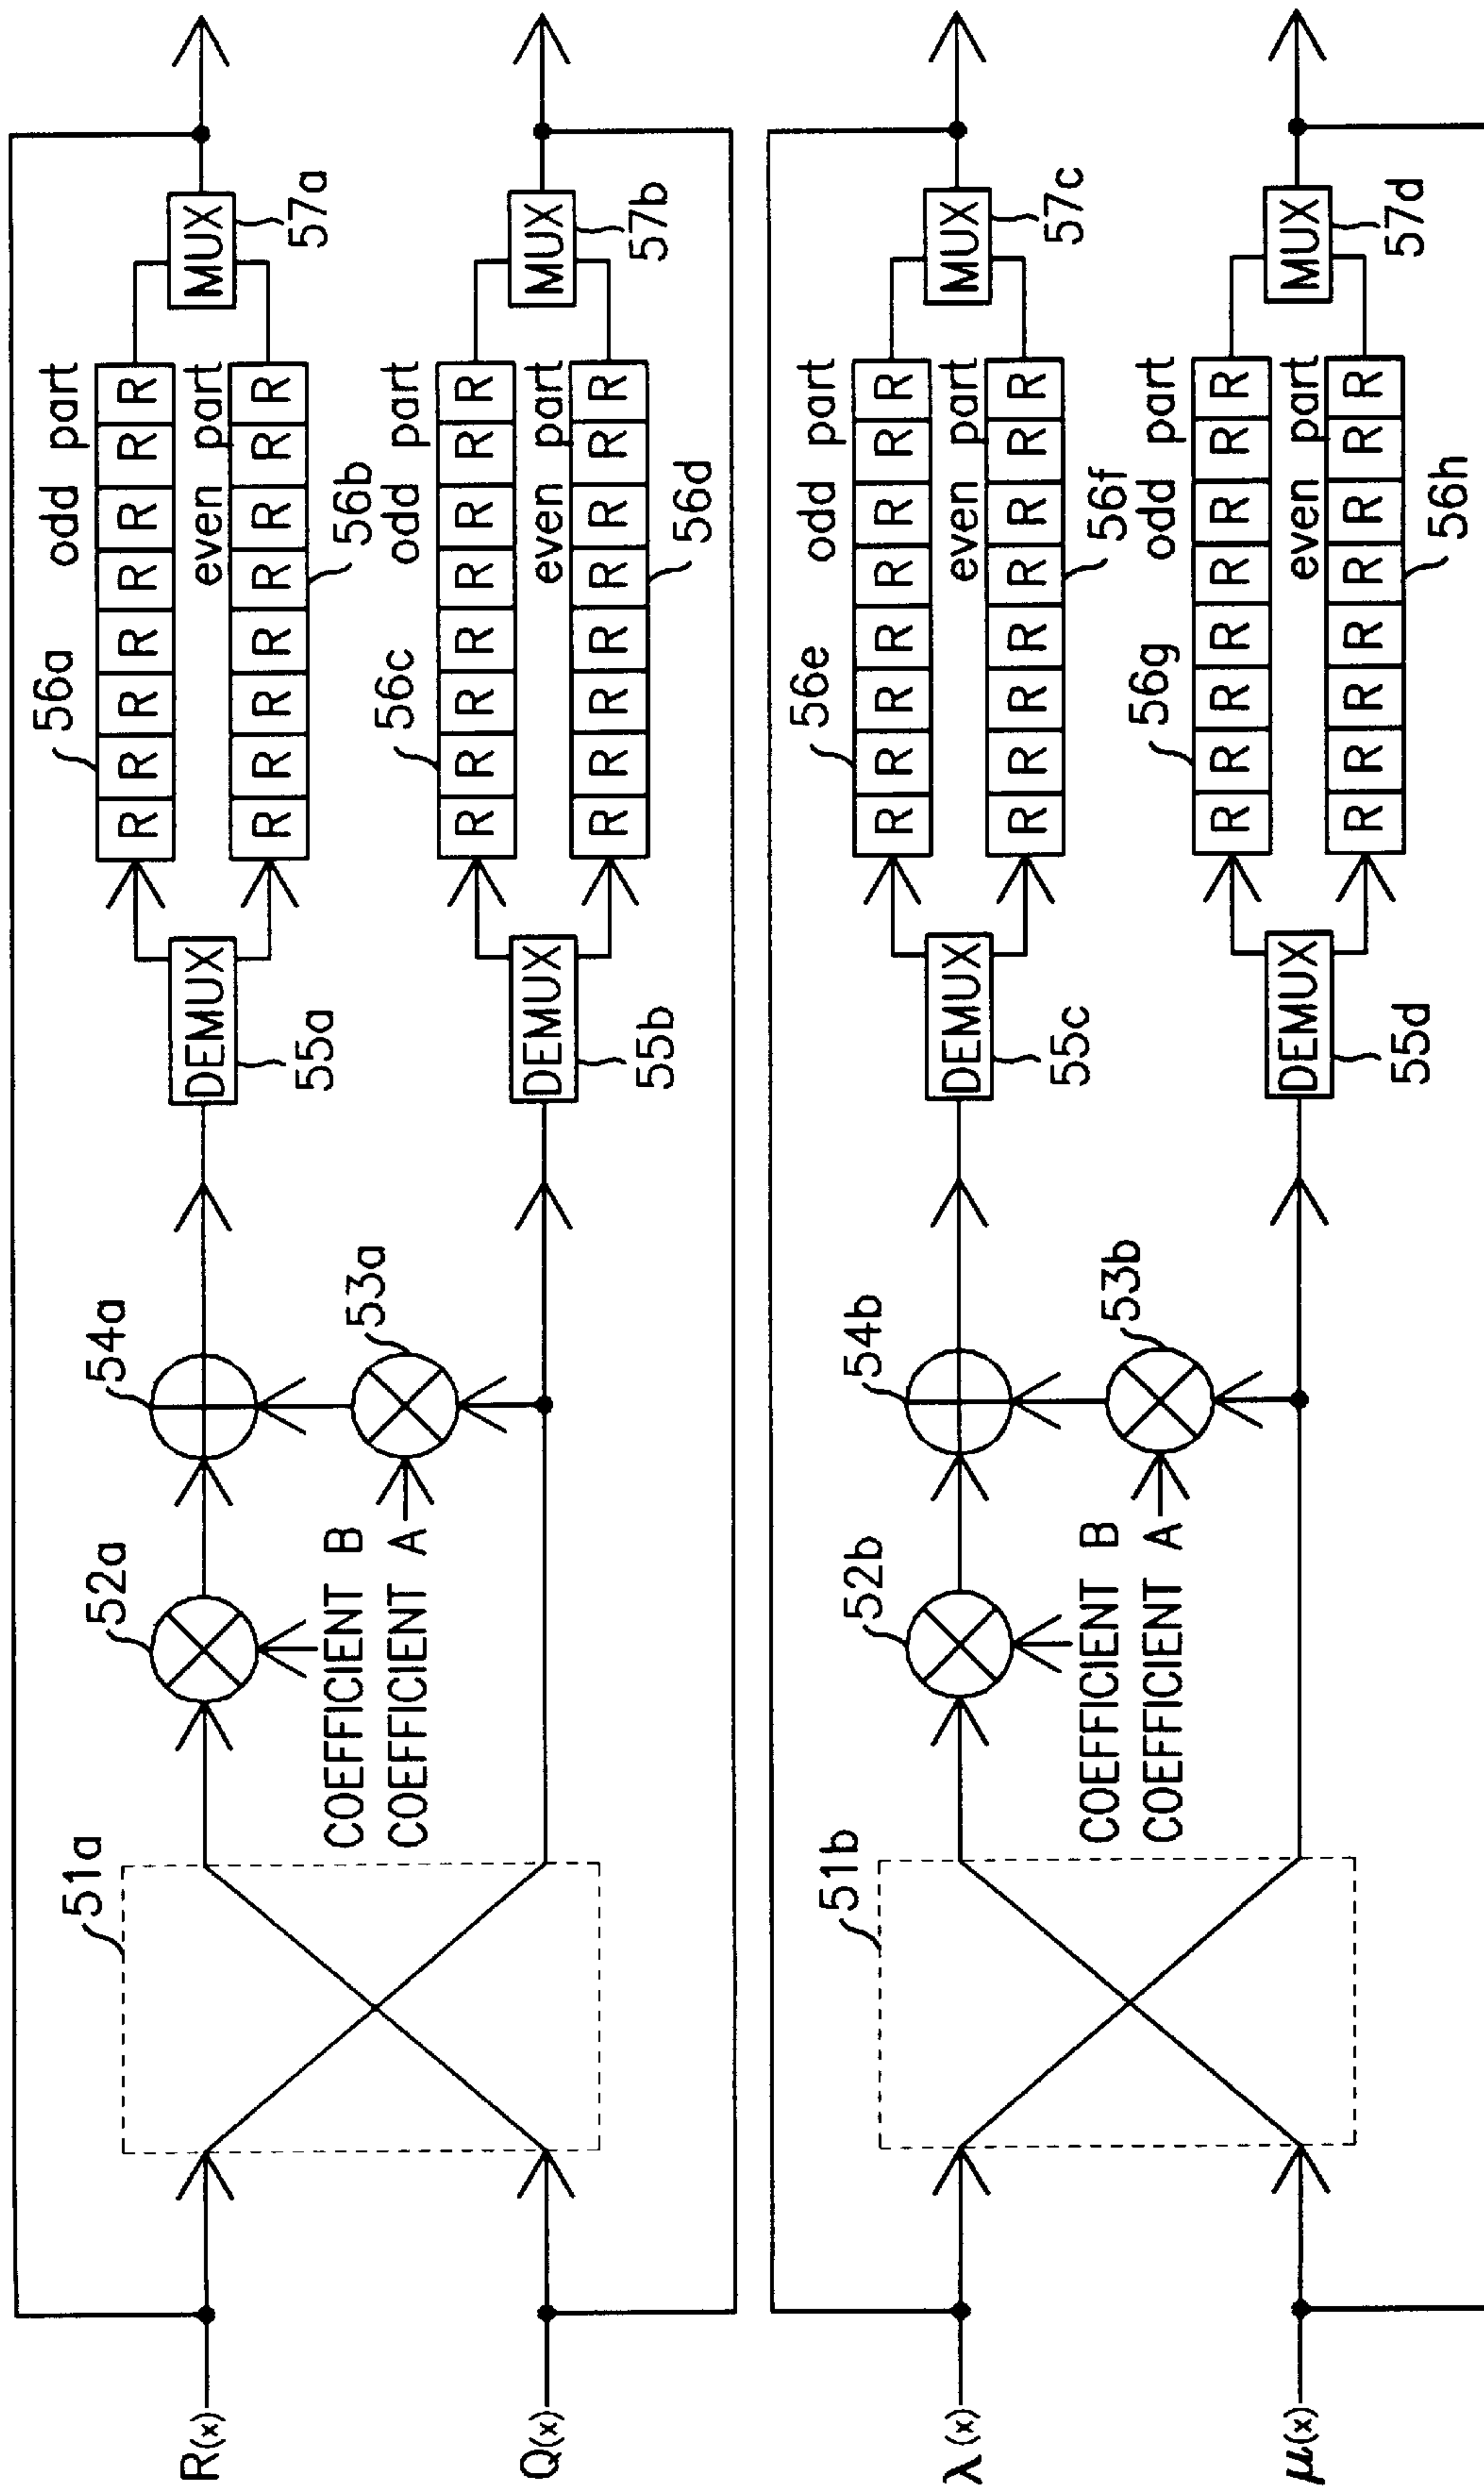 R(x)
51a
52a
COEFFICIENT B
COEFFICIENT A
54a
53a
DEMUX
55a
56a
odd part
R R R R R R R R
even part
R R R R R R R R
56b
MUX
57a
Q(x)
DEMUX
55b
56c
odd part
R R R R R R R R
even part
R R R R R R R R
56d
MUX
57b
λ(x)
51b
52b
COEFFICIENT B
COEFFICIENT A
54b
53b
DEMUX
55c
56e
odd part
R R R R R R R R
even part
R R R R R R R R
56f
MUX
57c
μ(x)
DEMUX
55d
56g
odd part
R R R R R R R R
even part
R R R R R R R R
56h
MUX
57d